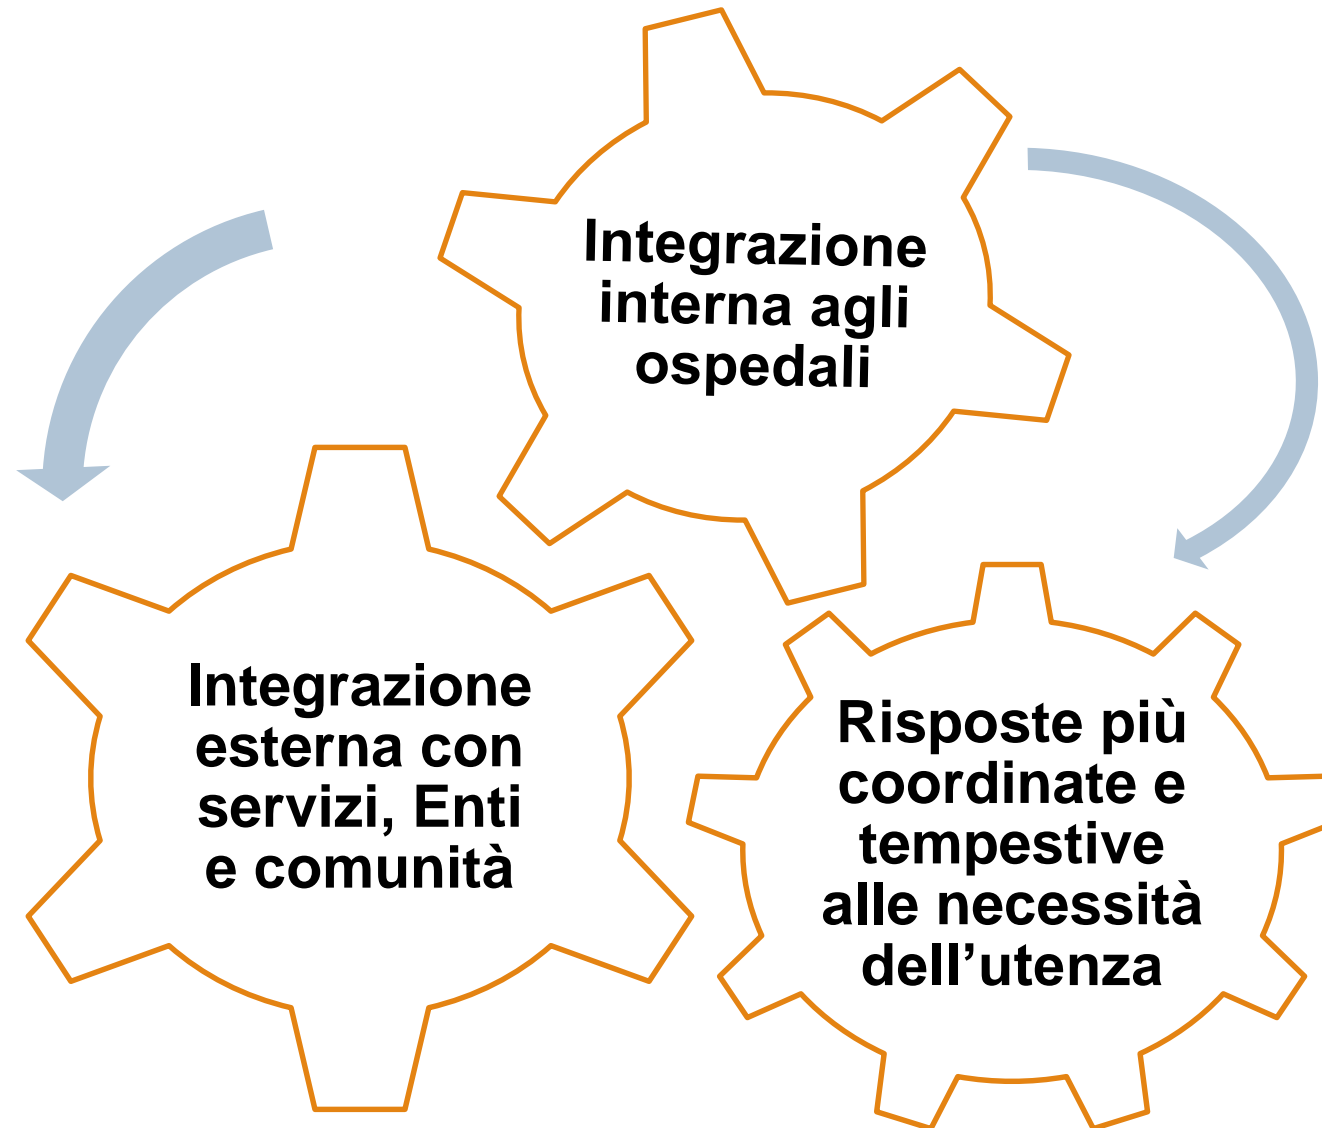 Integrazione
interna agli
ospedali
Integrazione
esterna con
servizi, Enti
e comunità
Risposte più
coordinate e
tempestive
alle necessità
dell’utenza